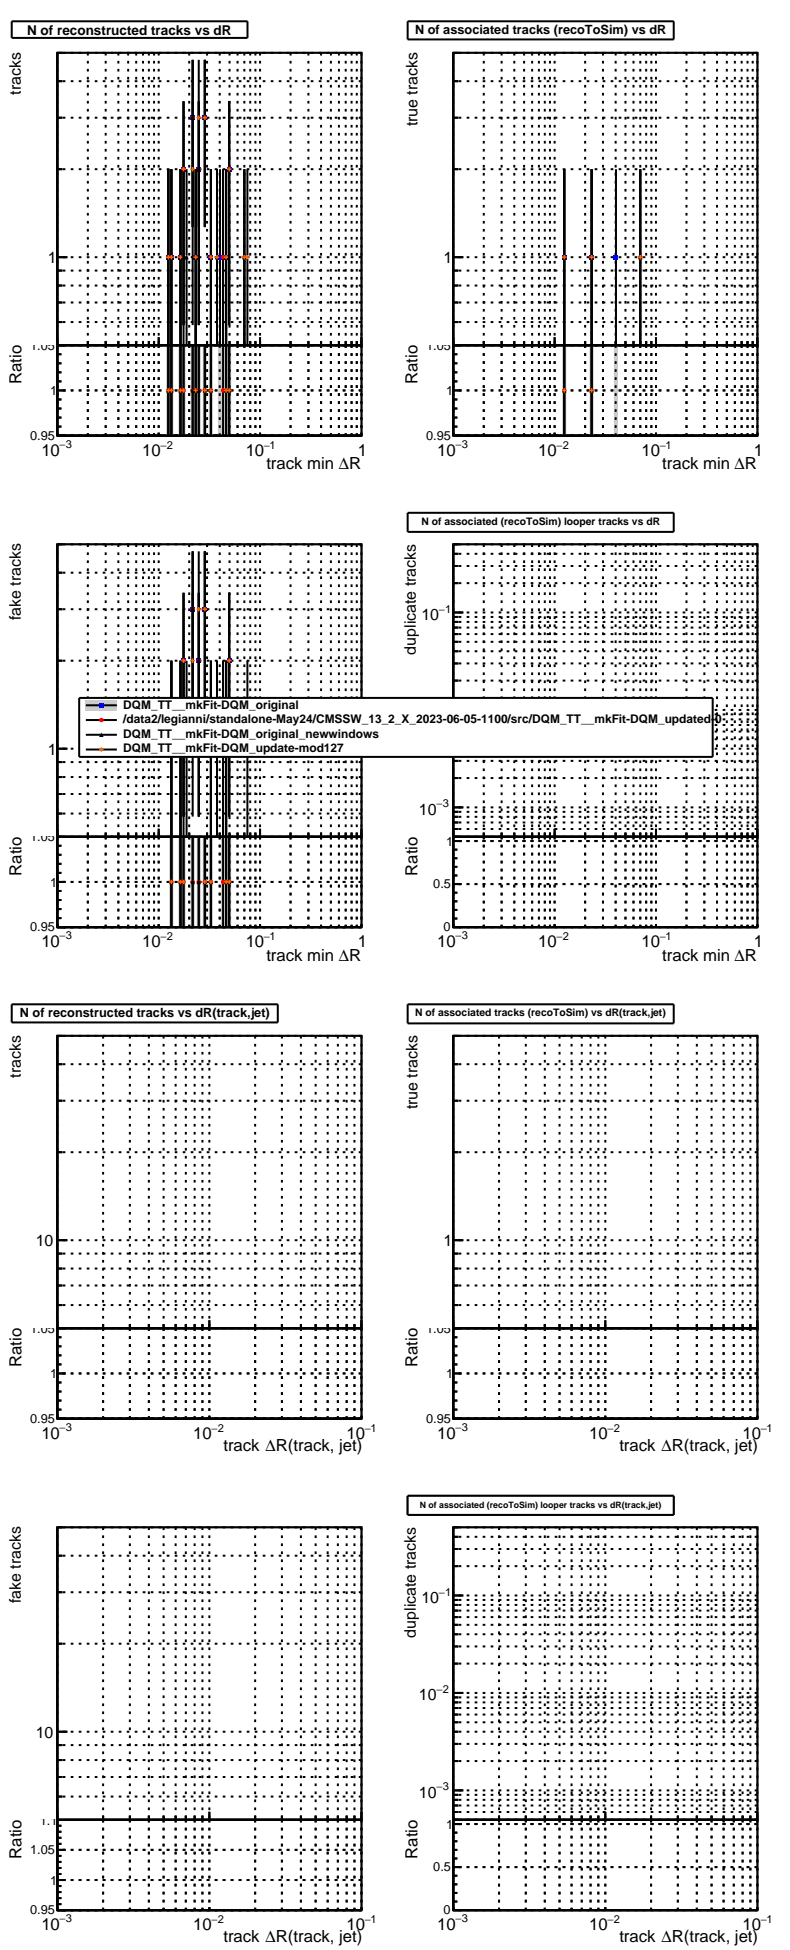 N of reconstructed tracks vs dR
N of associated tracks (recoToSim) vs dR
tracks
1
1.05
Ratio
1
0.95
10⁻³ 10⁻² 10⁻¹ 1
track min ΔR
true tracks
1
1.05
Ratio
1
0.95
10⁻³ 10⁻² 10⁻¹ 1
track min ΔR
N of associated (recoToSim) looper tracks vs dR
fake tracks
1
1.05
Ratio
1
0.95
10⁻³ 10⁻² 10⁻¹ 1
track min ΔR
duplicate tracks
10⁻¹
10⁻³
1
Ratio
0.5
0
10⁻³ 10⁻² 10⁻¹ 1
track min ΔR
DQM_TT__mkFit-DQM_original
/data2/legianni/standalone-May24/CMSSW_13_2_X_2023-06-05-1100/src/DQM_TT__mkFit-DQM_updated-0
DQM_TT__mkFit-DQM_original_newwindows
DQM_TT__mkFit-DQM_update-mod127
N of reconstructed tracks vs dR(track,jet)
N of associated tracks (recoToSim) vs dR(track,jet)
tracks
10
1.05
Ratio
1
0.95
10⁻³ 10⁻² 10⁻¹
track ΔR(track, jet)
true tracks
1
1.05
Ratio
1
0.95
10⁻³ 10⁻² 10⁻¹
track ΔR(track, jet)
N of associated (recoToSim) looper tracks vs dR(track,jet)
fake tracks
10
1.1
Ratio
1.05
1
0.95
10⁻³ 10⁻² 10⁻¹
track ΔR(track, jet)
duplicate tracks
10⁻¹
10⁻²
10⁻³
1
Ratio
0.5
0
10⁻³ 10⁻² 10⁻¹
track ΔR(track, jet)